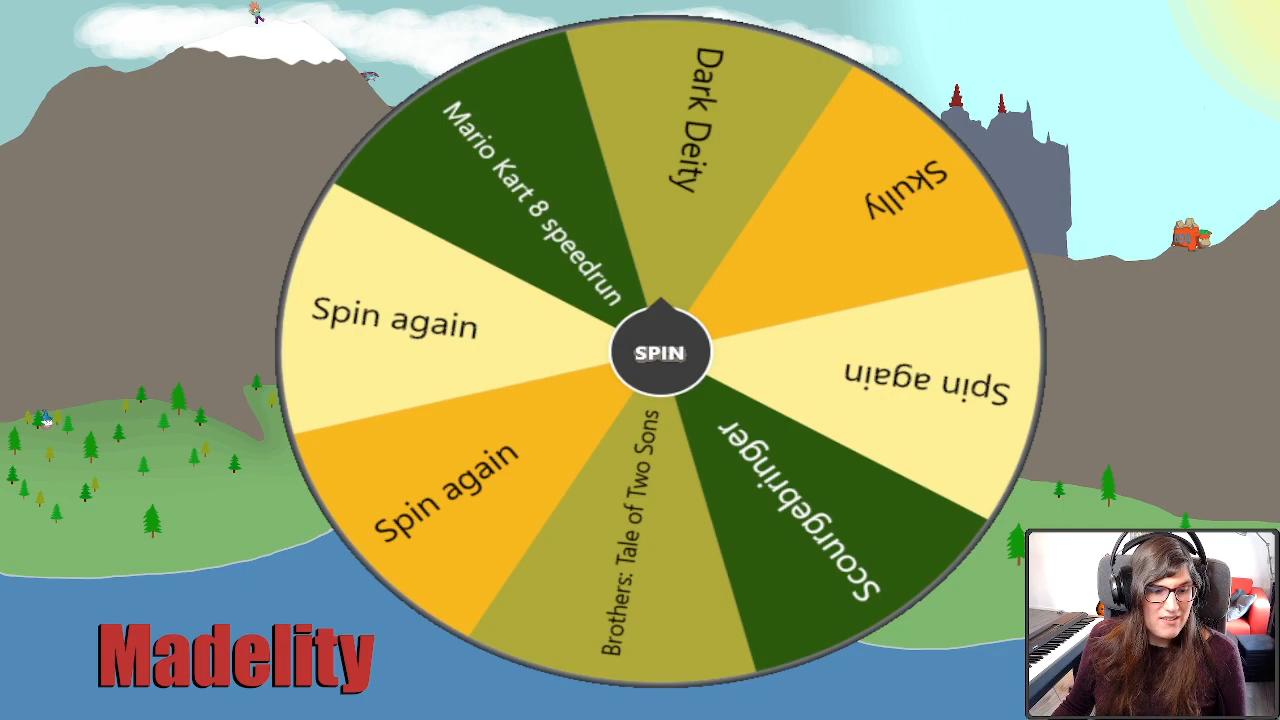 Dark Deity
Skully
Spin again
Scourgebringer
Brothers: Tale of Two Sons
Spin again
Spin again
Mario Kart 8 speedrun
SPIN
Madelity